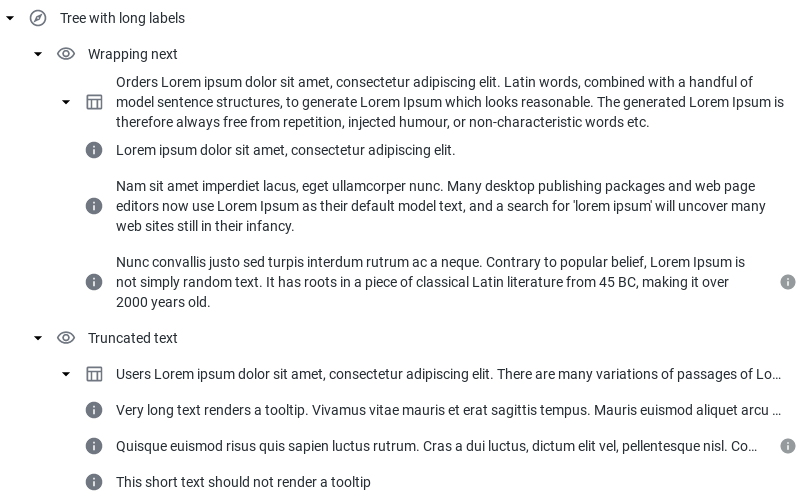 Tree with long labels
Wrapping next
Orders Lorem ipsum dolor sit amet, consectetur adipiscing elit. Latin words, combined with a handful of
model sentence structures, to generate Lorem Ipsum which looks reasonable. The generated Lorem Ipsum is
therefore always free from repetition, injected humour, or non-characteristic words etc.
Lorem ipsum dolor sit amet, consectetur adipiscing elit.
Nam sit amet imperdiet lacus, eget ullamcorper nunc. Many desktop publishing packages and web page
editors now use Lorem Ipsum as their default model text, and a search for 'lorem ipsum' will uncover many
web sites still in their infancy.
Nunc convallis justo sed turpis interdum rutrum ac a neque. Contrary to popular belief, Lorem Ipsum is
not simply random text. It has roots in a piece of classical Latin literature from 45 BC, making it over
2000 years old.
Truncated text
Users Lorem ipsum dolor sit amet, consectetur adipiscing elit. There are many variations of passages of Lo...
Very long text renders a tooltip. Vivamus vitae mauris et erat sagittis tempus. Mauris euismod aliquet arcu ...
Quisque euismod risus quis sapien luctus rutrum. Cras a dui luctus, dictum elit vel, pellentesque nisl. Co...
This short text should not render a tooltip